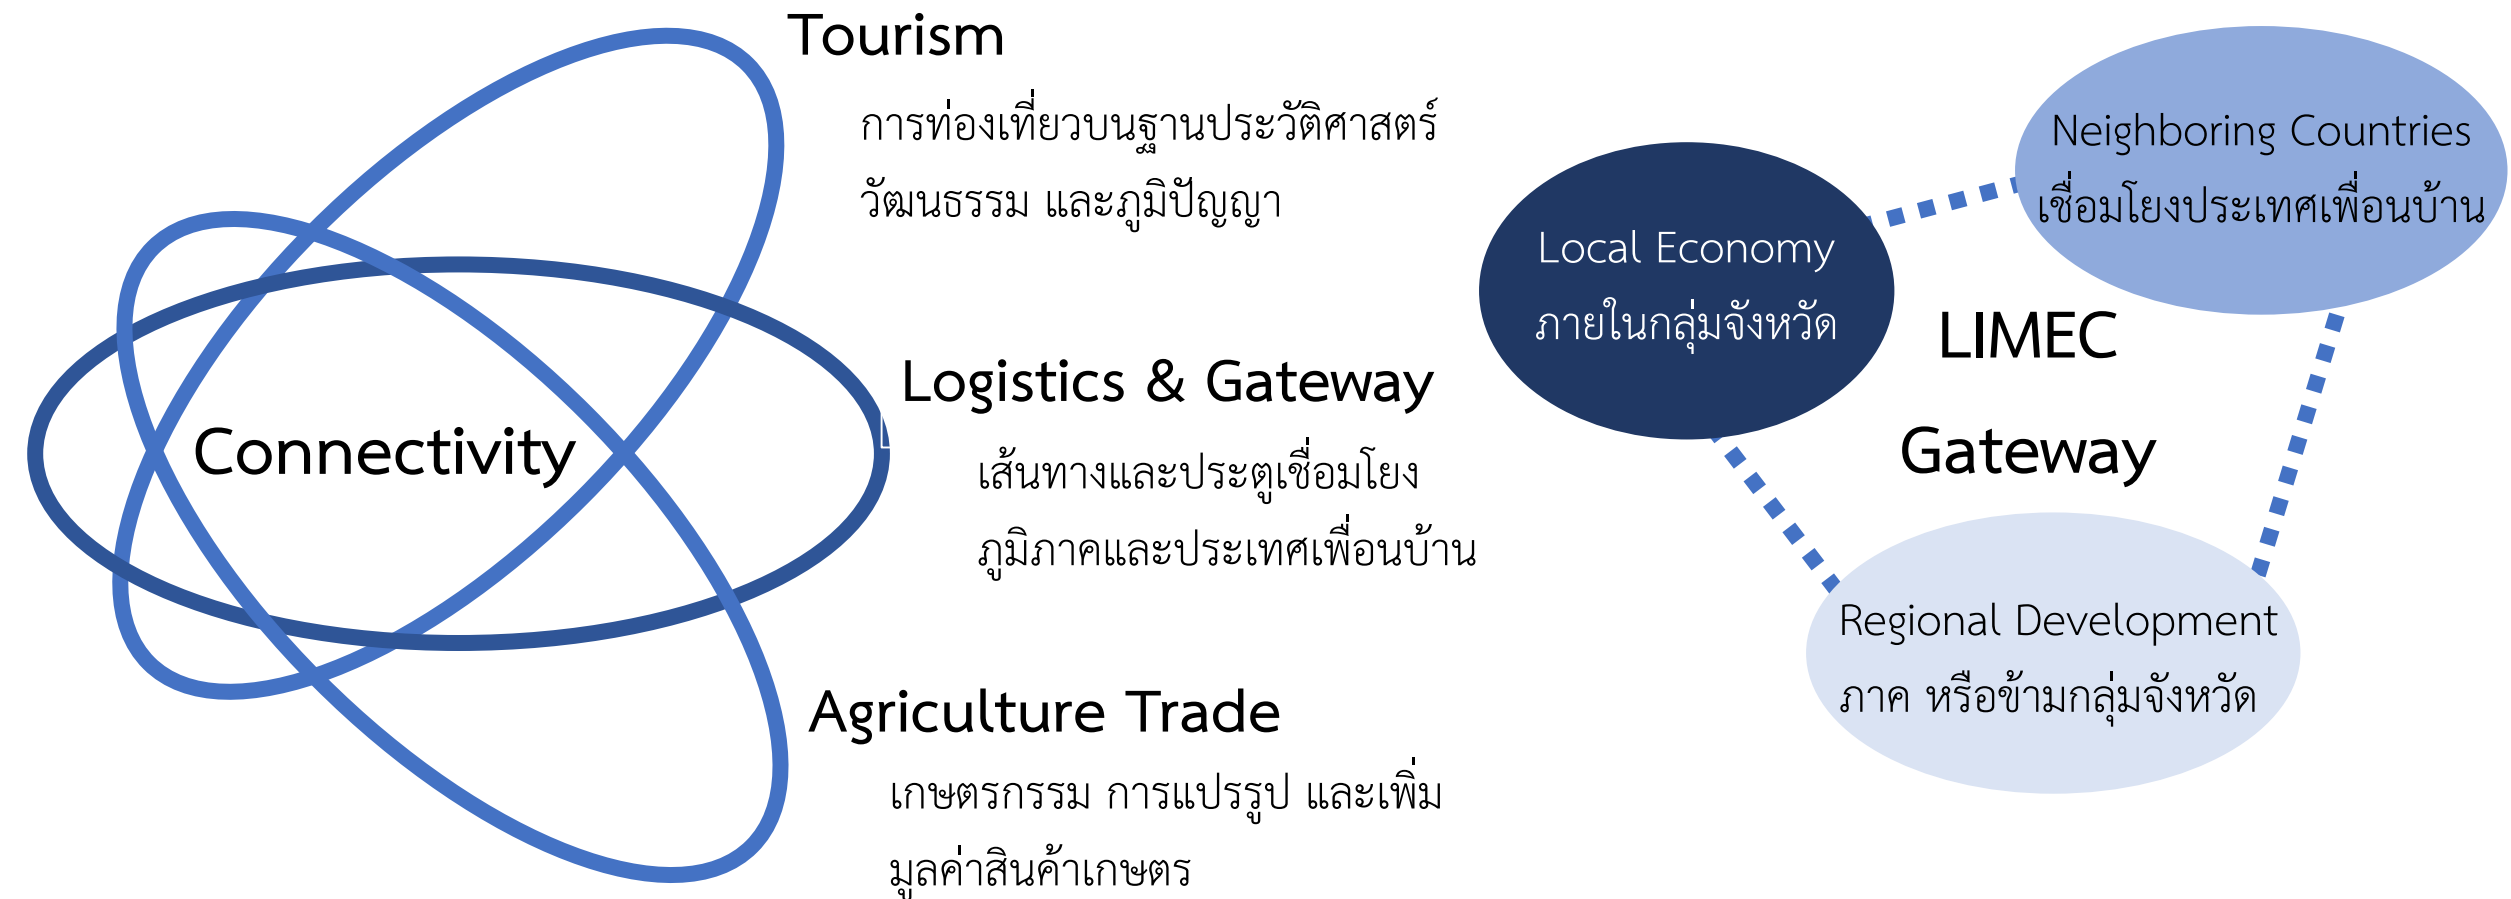 Tourism
การท่องเที่ยวบนฐานประวัติศาสตร์
วัฒนธรรม และภูมิปัญญา
Connectivity
Logistics & Gateway
เส้นทางและประตูเชื่อมโยง
ภูมิภาคและประเทศเพื่อนบ้าน
Agriculture Trade
เกษตรกรรม การแปรรูป และเพิ่ม
มูลค่าสินค้าเกษตร
Local Economy
ภายในกลุ่มจังหวัด
Neighboring Countries
เชื่อมโยงประเทศเพื่อนบ้าน
LIMEC
Gateway
Regional Development
ภาค หรือข้ามกลุ่มจังหวัด